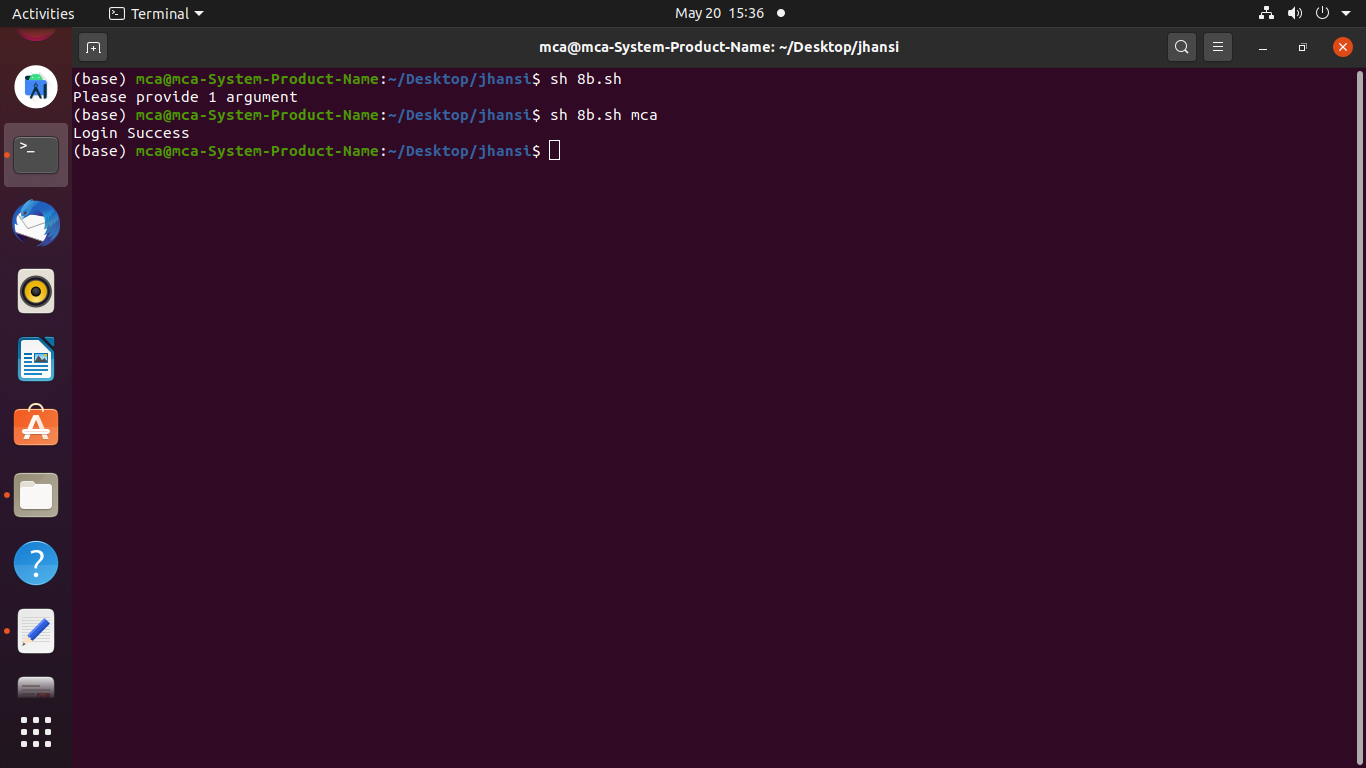 Activities
Terminal
May 20 15:36
mca@mca-System-Product-Name: ~/Desktop/jhansi
(base) mca@mca-System-Product-Name:~/Desktop/jhansi$ sh 8b.sh
Please provide 1 argument
(base) mca@mca-System-Product-Name:~/Desktop/jhansi$ sh 8b.sh mca
Login Success
(base) mca@mca-System-Product-Name:~/Desktop/jhansi$